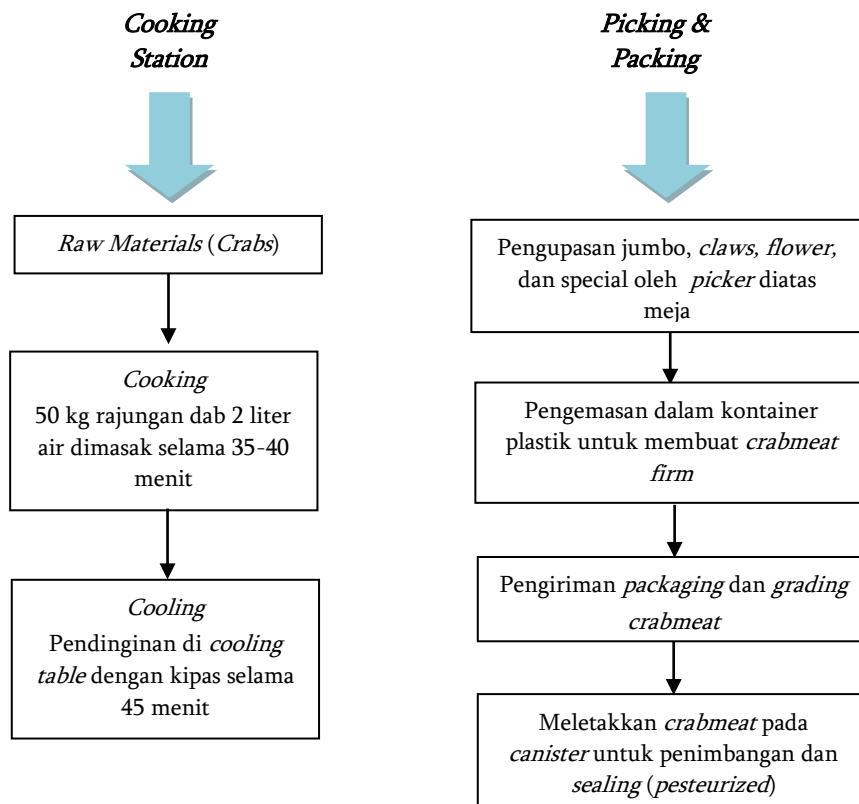 Cooking
Station
Raw Materials (Crabs)
Cooking
50 kg rajungan dab 2 liter
air dimasak selama 35-40
menit
Cooling
Pendinginan di cooling
table dengan kipas selama
45 menit
Picking &
Packing
Pengupasan jumbo, claws, flower,
dan special oleh picker diatas
meja
Pengemasan dalam kontainer
plastik untuk membuat crabmeat
firm
Pengiriman packaging dan grading
crabmeat
Meletakkan crabmeat pada
canister untuk penimbangan dan
sealing (pesteurized)